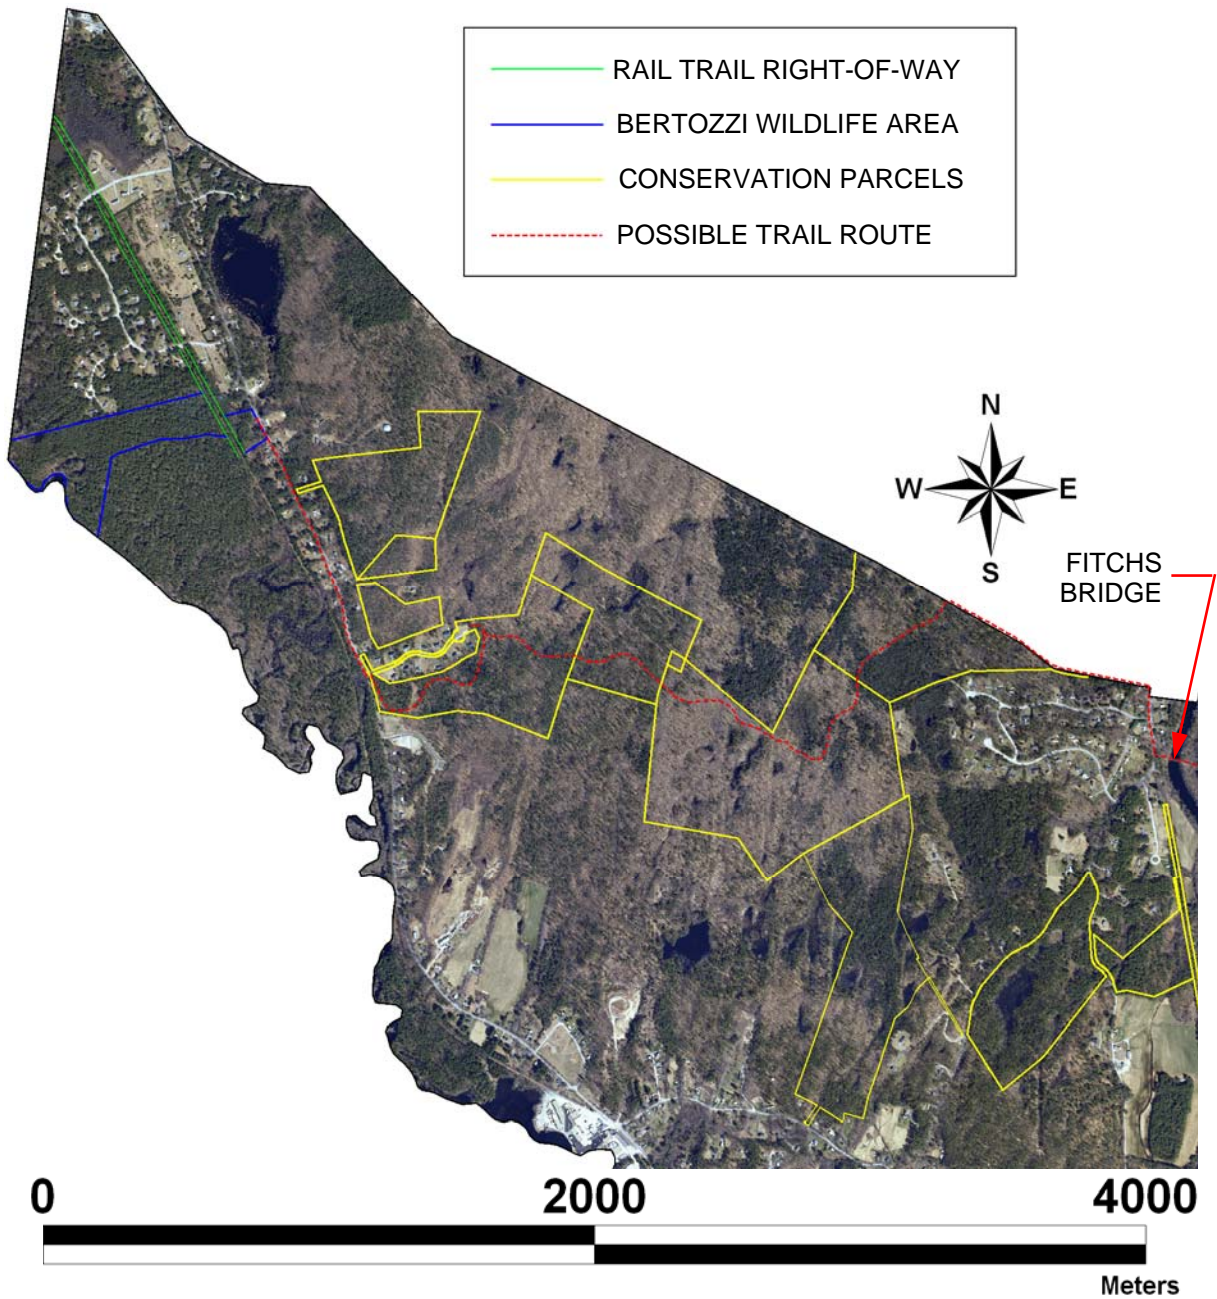 RAIL TRAIL RIGHT-OF-WAY
BERTOZZI WILDLIFE AREA
CONSERVATION PARCELS
POSSIBLE TRAIL ROUTE
N
W E
S
FITCHS
BRIDGE
0 2000 4000
Meters